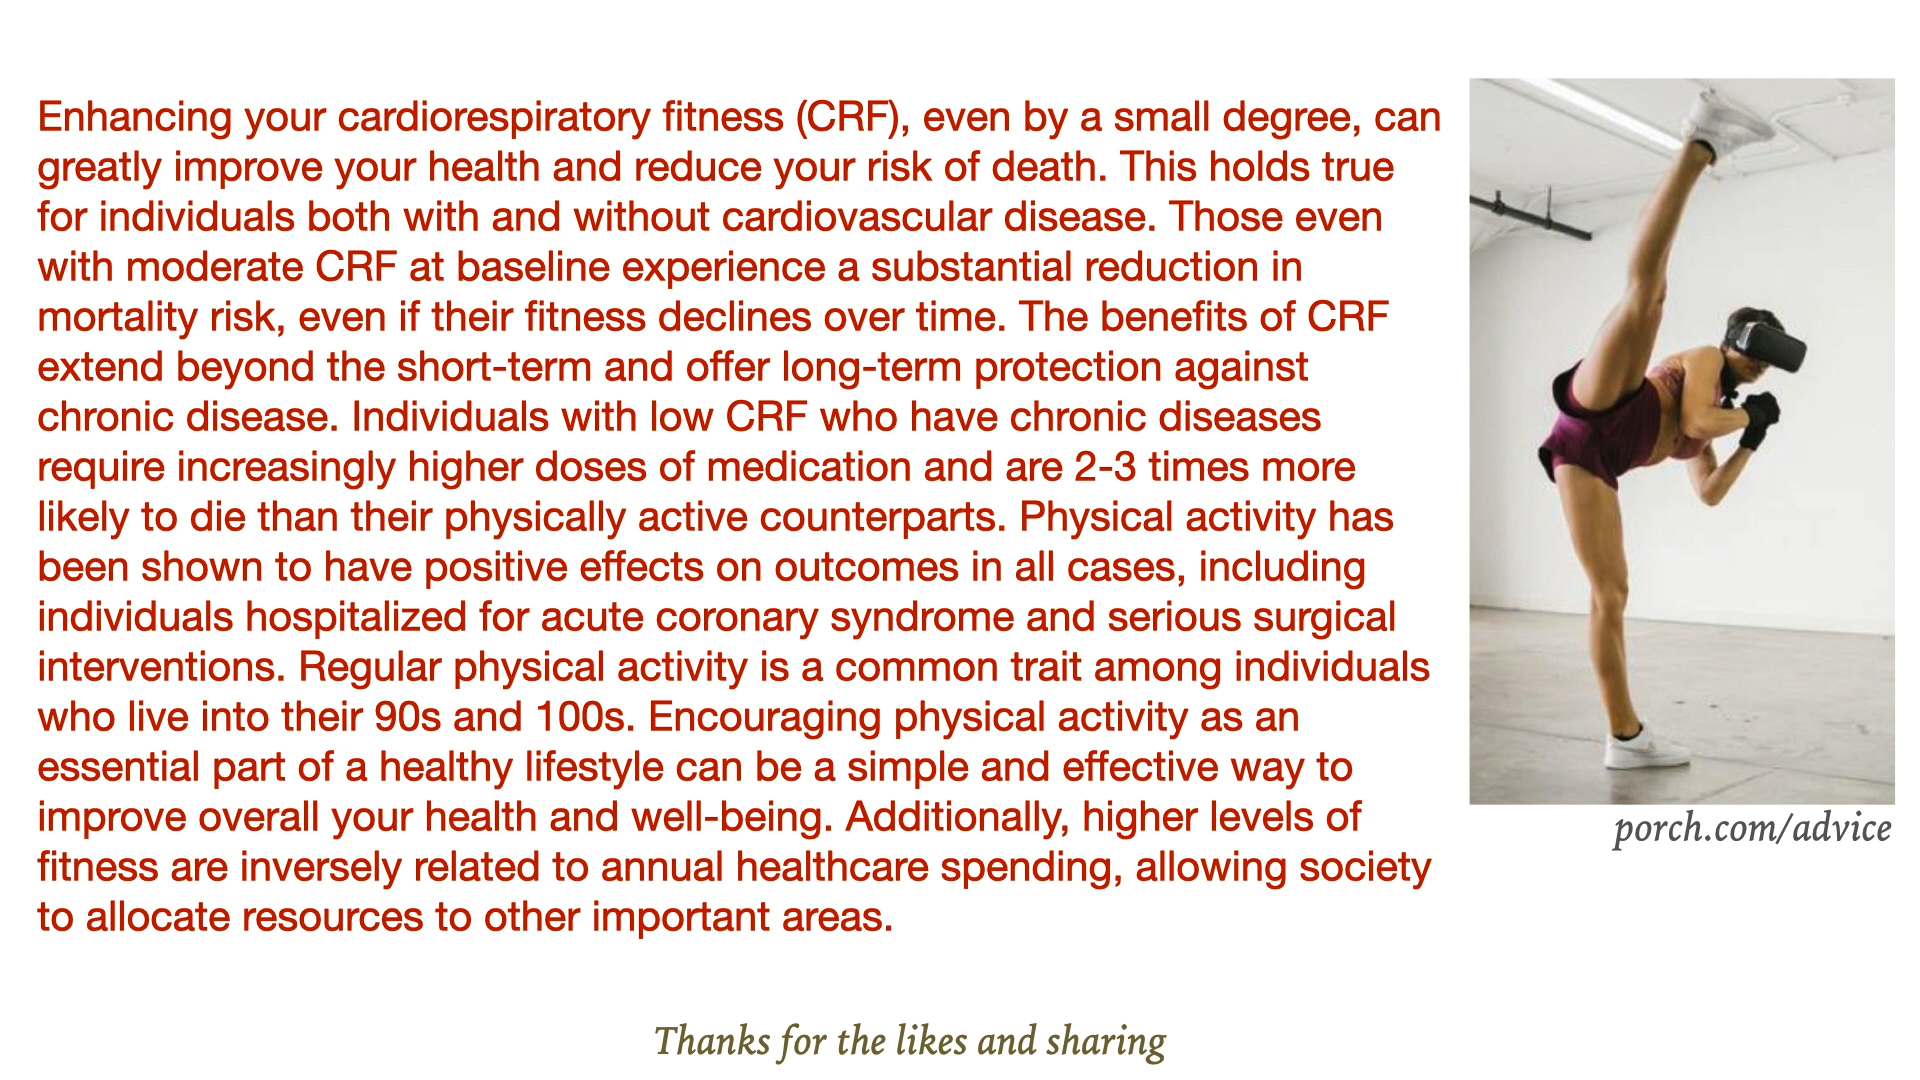 Enhancing your cardiorespiratory fitness (CRF), even by a small degree, can
greatly improve your health and reduce your risk of death. This holds true
for individuals both with and without cardiovascular disease. Those even
with moderate CRF at baseline experience a substantial reduction in
mortality risk, even if their fitness declines over time. The benefits of CRF
extend beyond the short-term and offer long-term protection against
chronic disease. Individuals with low CRF who have chronic diseases
require increasingly higher doses of medication and are 2-3 times more
likely to die than their physically active counterparts. Physical activity has
been shown to have positive effects on outcomes in all cases, including
individuals hospitalized for acute coronary syndrome and serious surgical
interventions. Regular physical activity is a common trait among individuals
who live into their 90s and 100s. Encouraging physical activity as an
essential part of a healthy lifestyle can be a simple and effective way to
improve overall your health and well-being. Additionally, higher levels of
fitness are inversely related to annual healthcare spending, allowing society
to allocate resources to other important areas.
porch.com/advice
Thanks for the likes and sharing